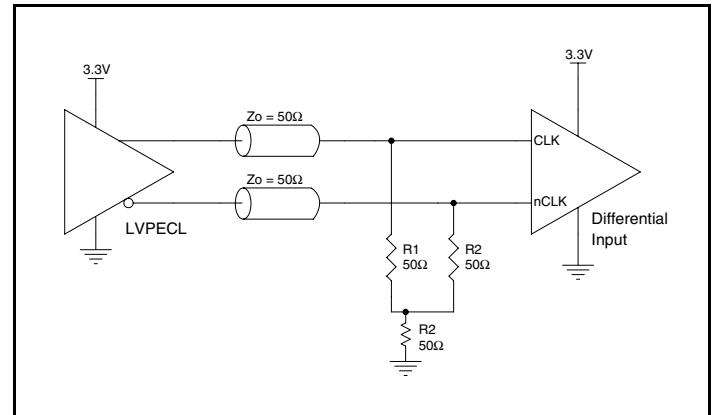 3.3V
3.3V
Zo = 50Ω
CLK
Zo = 50Ω
nCLK
LVPECL
Differential
Input
R1
50Ω
R2
50Ω
R2
50Ω